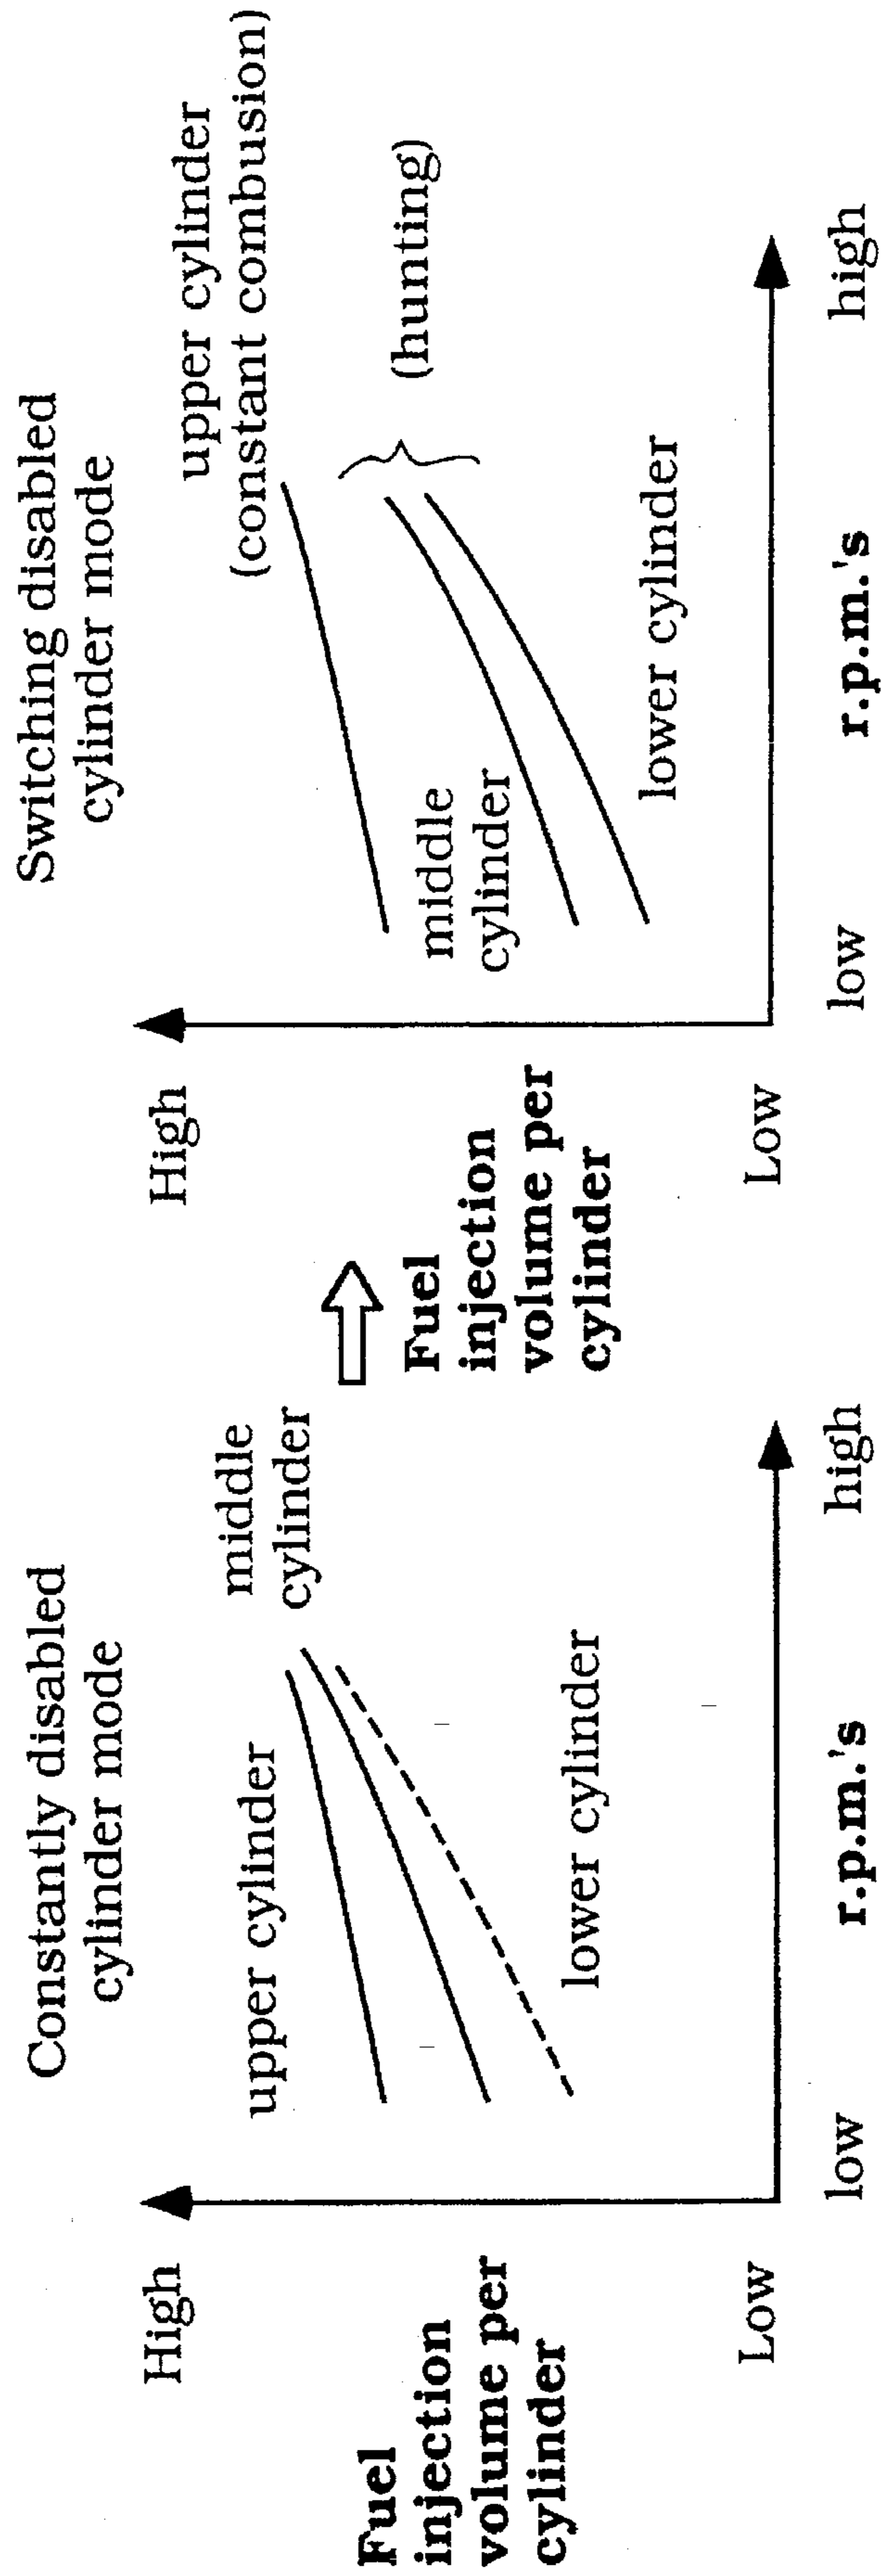 Constantly disabled
cylinder mode
High
Fuel
injection
volume per
cylinder
Low
upper cylinder
middle
cylinder
lower cylinder
low
r.p.m.'s
high
Switching disabled
cylinder mode
High
Fuel
injection
volume per
cylinder
Low
upper cylinder
(constant combusion)
(hunting)
middle
cylinder
lower cylinder
low
r.p.m.'s
high